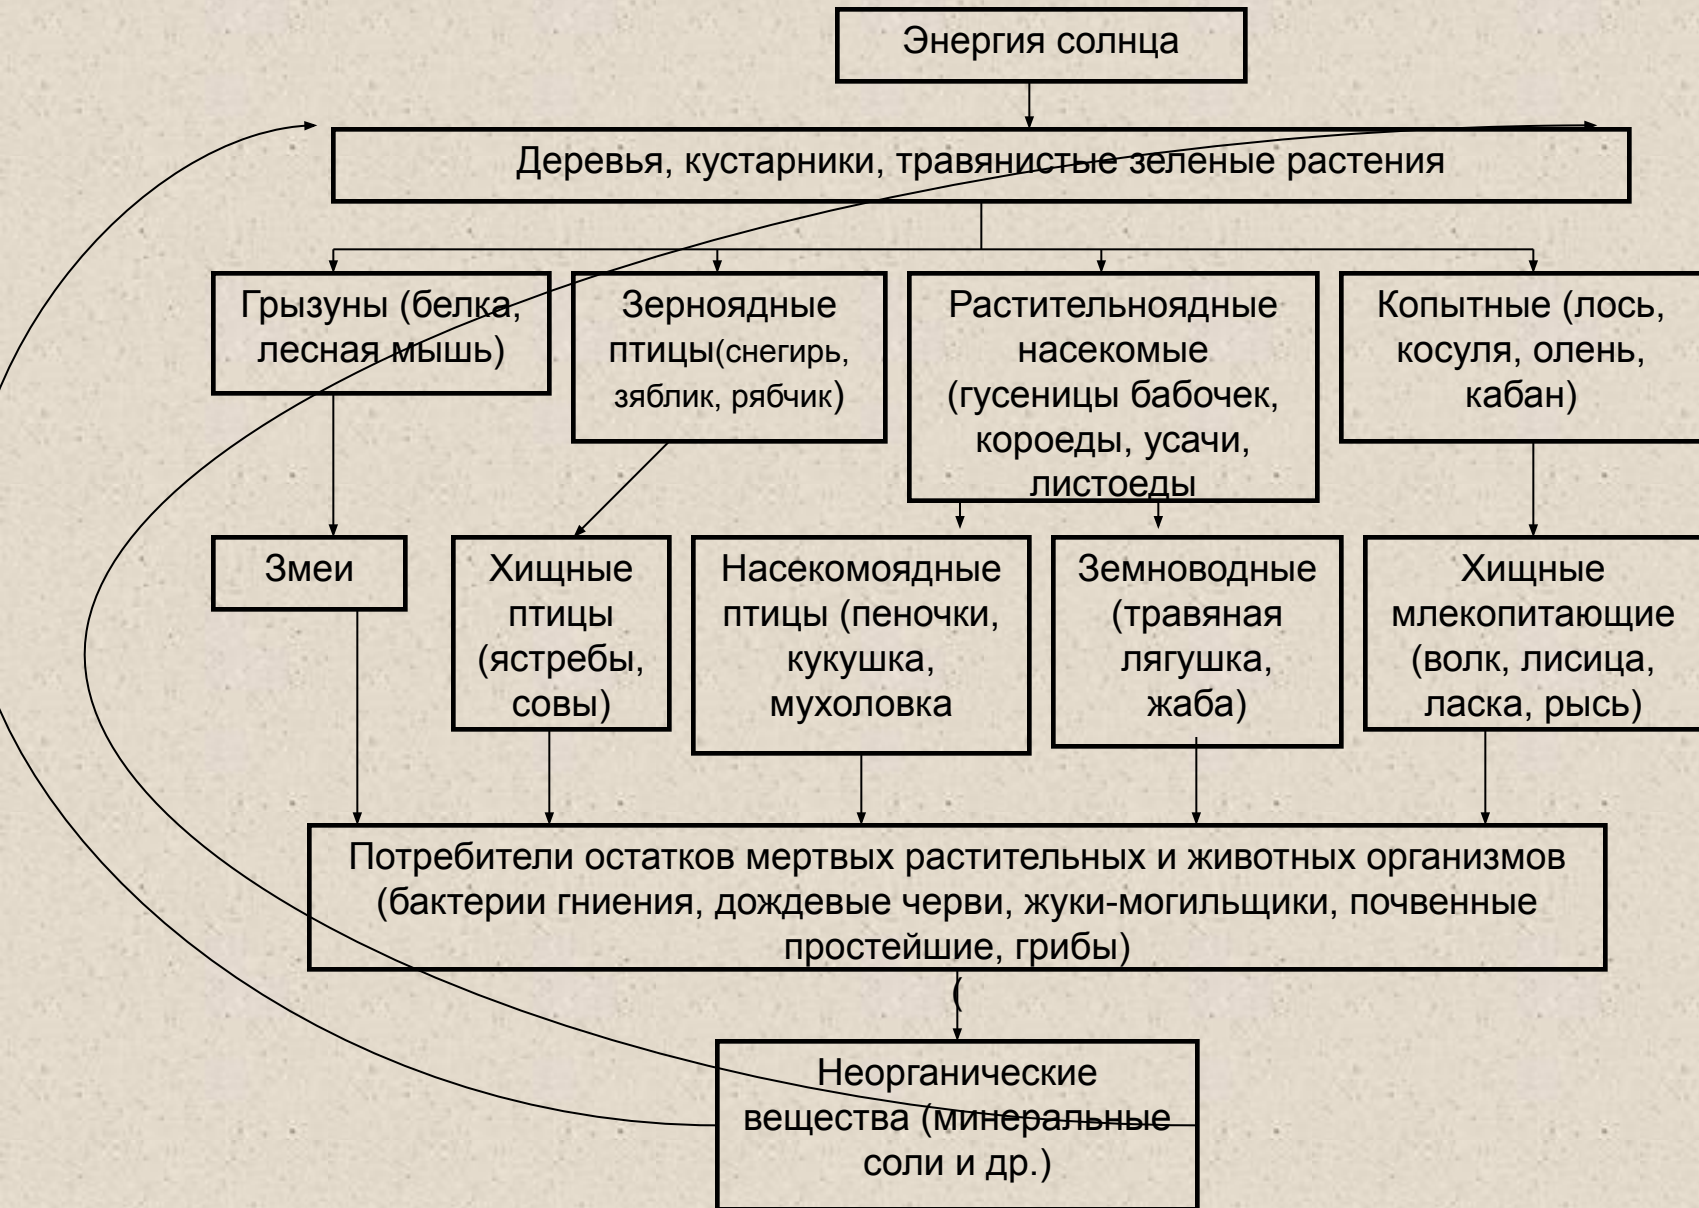 Энергия солнца
Деревья, кустарники, травянистые зеленые растения
Грызуны (белка,
лесная мышь)
Зерноядные
птицы(снегирь,
зяблик, рябчик)
Растительноядные
насекомые
(гусеницы бабочек,
короеды, усачи,
листоеды
Копытные (лось,
косуля, олень,
кабан)
Змеи
Хищные
птицы
(ястребы,
совы)
Насекомоядные
птицы (пеночки,
кукушка,
мухоловка
Земноводные
(травяная
лягушка,
жаба)
Хищные
млекопитающие
(волк, лисица,
ласка, рысь)
Потребители остатков мертвых растительных и животных организмов
(бактерии гниения, дождевые черви, жуки-могильщики, почвенные
простейшие, грибы)
(
Неорганические
вещества (минеральные
соли и др.)